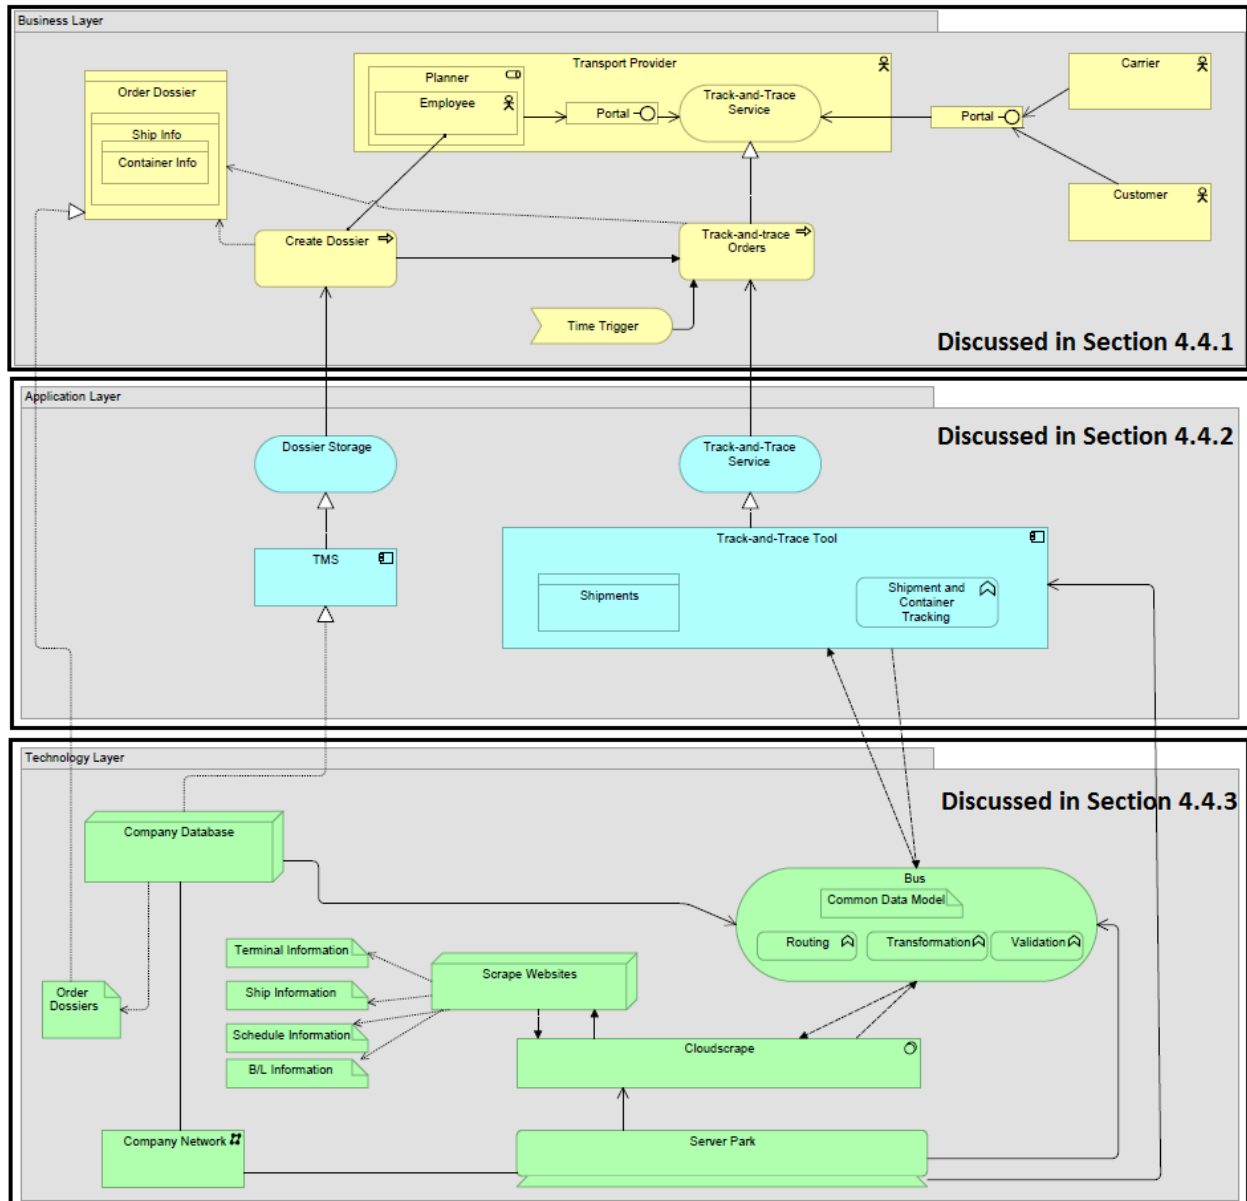 Business Layer
Order Dossier
Ship Info
Container Info
Transport Provider
Planner
Employee
Portal
Track-and-Trace
Service
Portal
Carrier
Customer
Create Dossier
Track-and-trace
Orders
Time Trigger
Discussed in Section 4.4.1
Application Layer
Discussed in Section 4.4.2
Dossier Storage
Track-and-Trace
Service
TMS
Track-and-Trace Tool
Shipments
Shipment and
Container
Tracking
Technology Layer
Discussed in Section 4.4.3
Company Database
Bus
Common Data Model
Routing
Transformation
Validation
Terminal Information
Ship Information
Schedule Information
B/L Information
Scrape Websites
Order
Dossiers
Cloudscrape
Company Network
Server Park